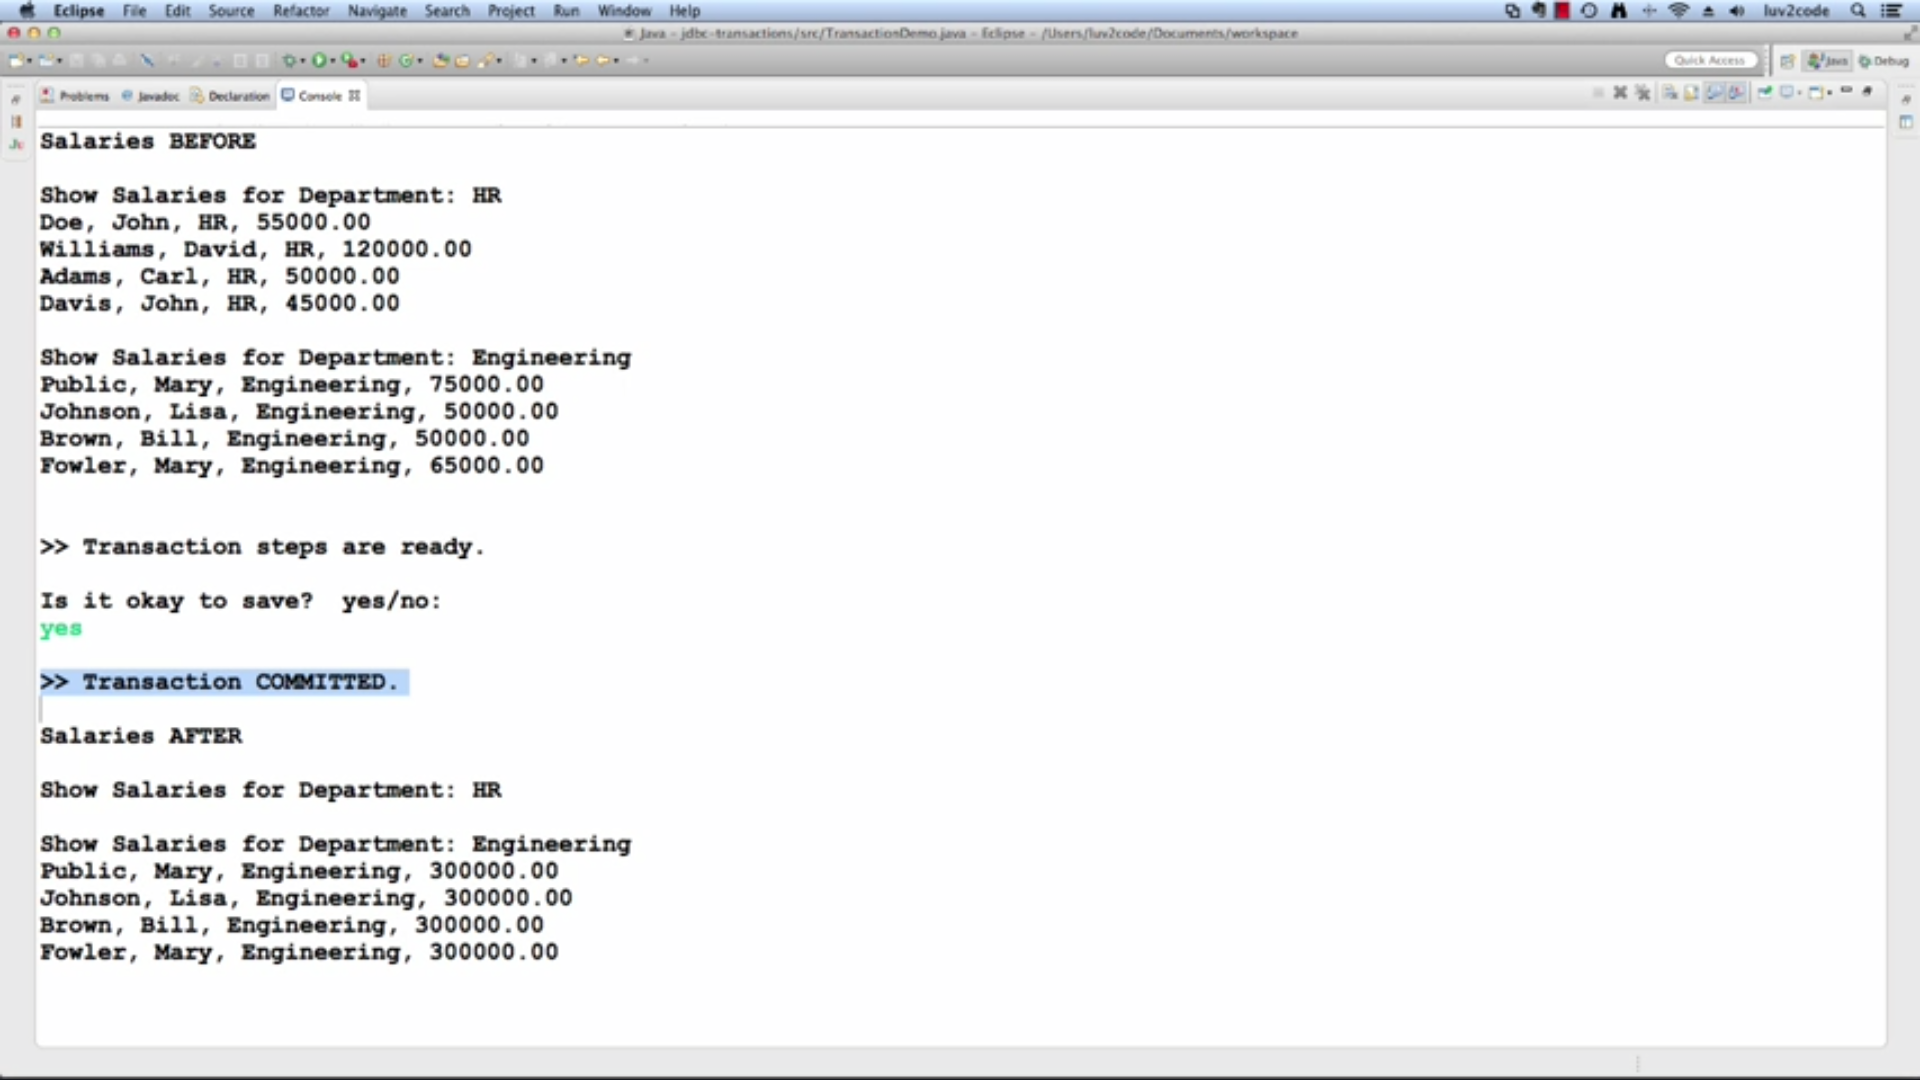 Eclipse File Edit Source Refactor Navigate Search Project Run Window Help luv2code
Java - jdbc-transactions/src/TransactionDemo.java - Eclipse - /Users/luv2code/Documents/workspace
Quick Access Java Debug
Problems Javadoc Declaration Console
Salaries BEFORE
Show Salaries for Department: HR
Doe, John, HR, 55000.00
Williams, David, HR, 120000.00
Adams, Carl, HR, 50000.00
Davis, John, HR, 45000.00
Show Salaries for Department: Engineering
Public, Mary, Engineering, 75000.00
Johnson, Lisa, Engineering, 50000.00
Brown, Bill, Engineering, 50000.00
Fowler, Mary, Engineering, 65000.00
>> Transaction steps are ready.
Is it okay to save?  yes/no:
yes
>> Transaction COMMITTED.
Salaries AFTER
Show Salaries for Department: HR
Show Salaries for Department: Engineering
Public, Mary, Engineering, 300000.00
Johnson, Lisa, Engineering, 300000.00
Brown, Bill, Engineering, 300000.00
Fowler, Mary, Engineering, 300000.00